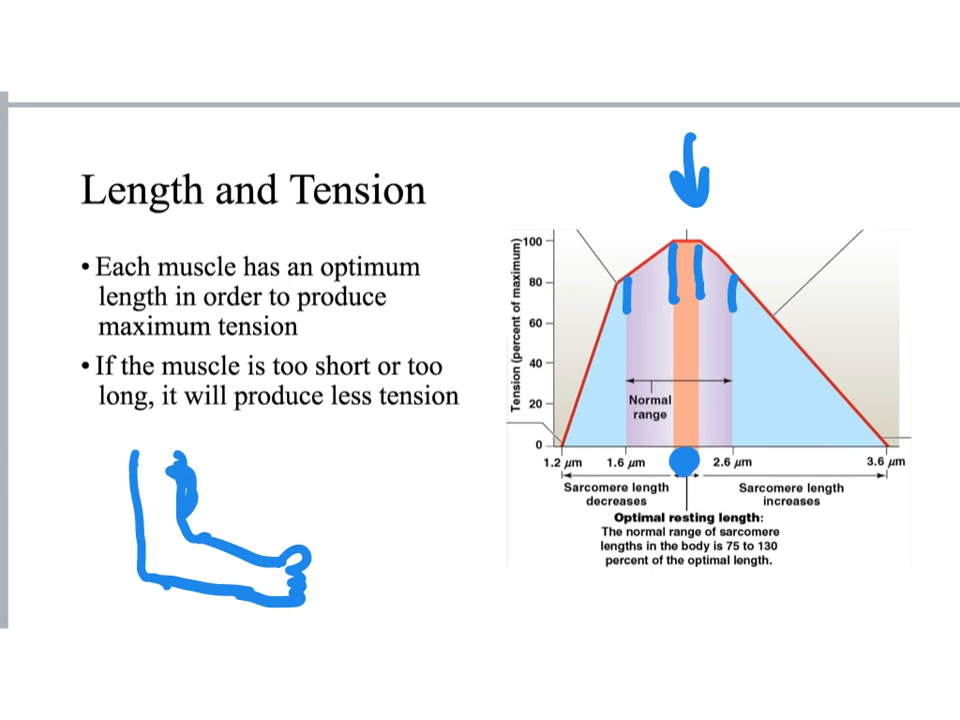 Length and Tension
• Each muscle has an optimum
length in order to produce
maximum tension
• If the muscle is too short or too
long, it will produce less tension
Tension (percent of maximum)
100
80
60
40
20
0
Normal
range
1.2 µm
1.6 µm
2.6 µm
3.6 µm
Sarcomere length
decreases
Sarcomere length
increases
Optimal resting length:
The normal range of sarcomere
lengths in the body is 75 to 130
percent of the optimal length.